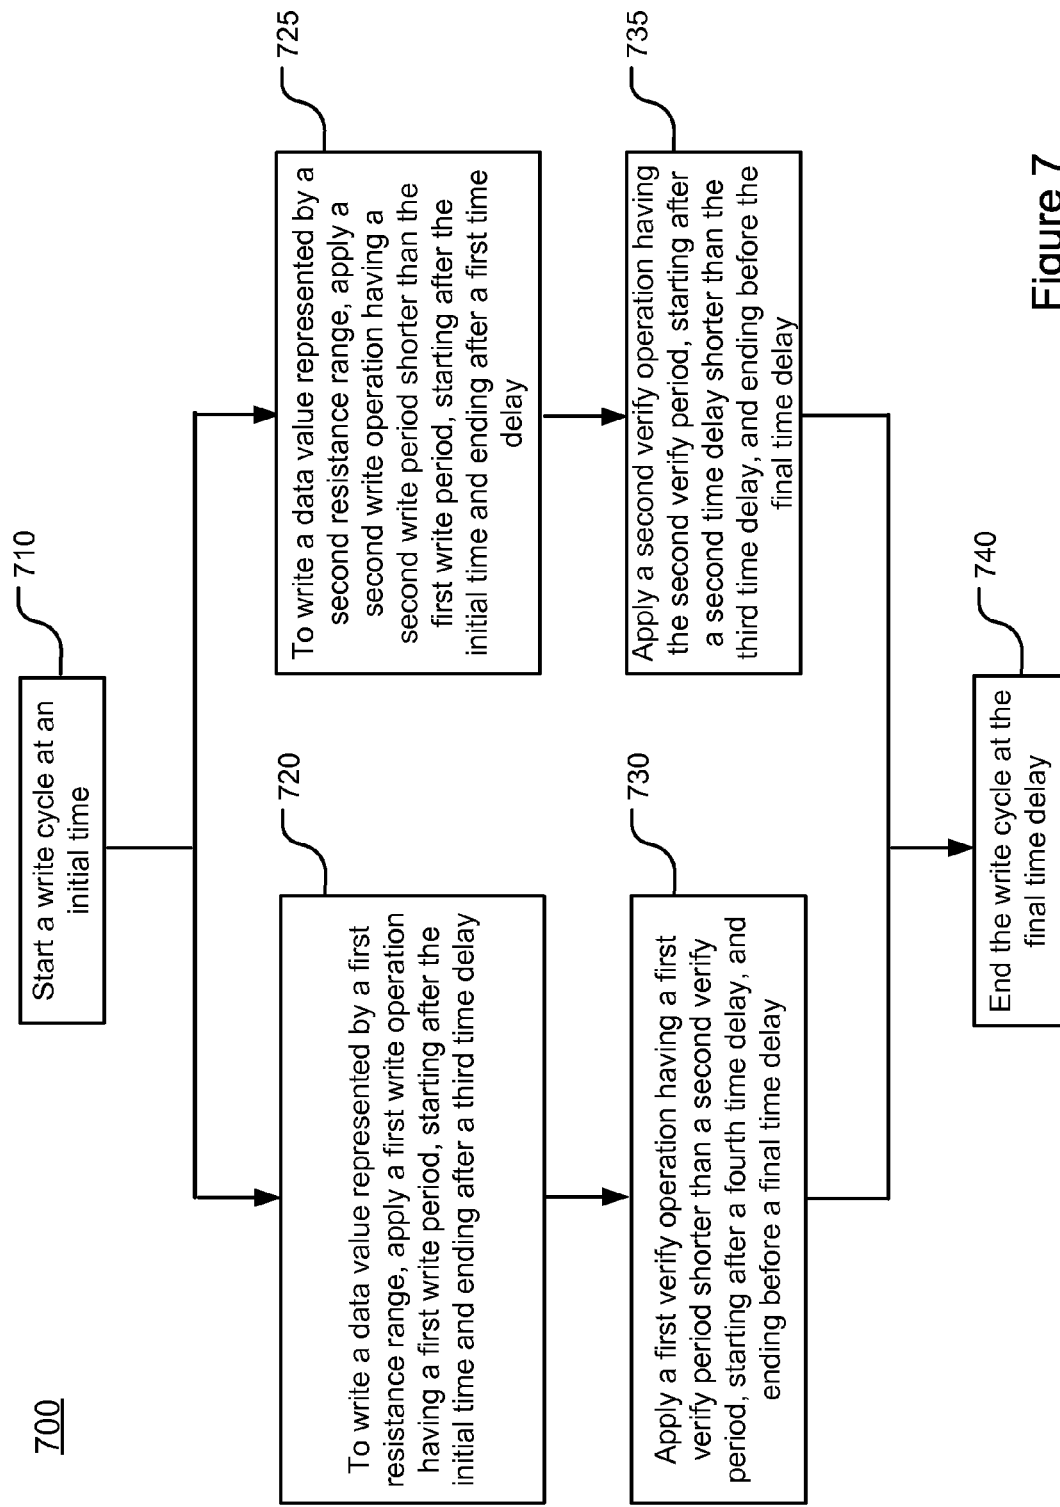 700
Start a write cycle at an
initial time
710
To write a data value represented by a first
resistance range, apply a first write operation
having a first write period, starting after the
initial time and ending after a third time delay
720
To write a data value represented by a
second resistance range, apply a
second write operation having a
second write period shorter than the
first write period, starting after the
initial time and ending after a first time
delay
725
Apply a first verify operation having a first
verify period shorter than a second verify
period, starting after a fourth time delay, and
ending before a final time delay
730
Apply a second verify operation having
the second verify period, starting after
a second time delay shorter than the
third time delay, and ending before the
final time delay
735
End the write cycle at the
final time delay
740
Figure 7